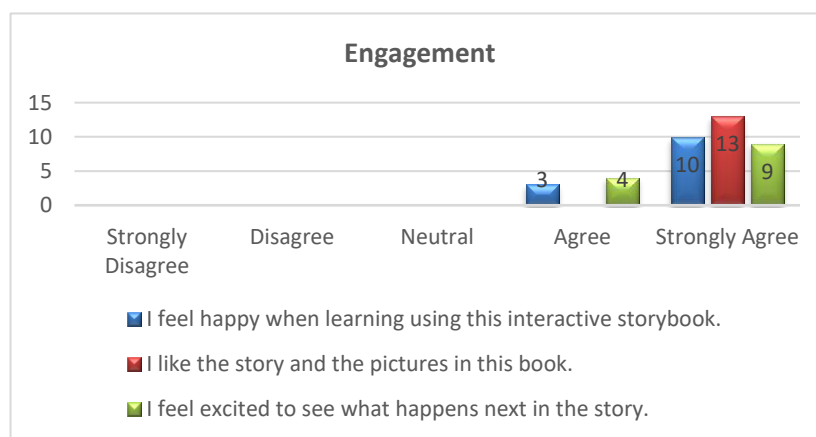 Engagement
15
10
5
0
3
4
10
13
9
Strongly Disagree
Disagree
Neutral
Agree
Strongly Agree
I feel happy when learning using this interactive storybook.
I like the story and the pictures in this book.
I feel excited to see what happens next in the story.